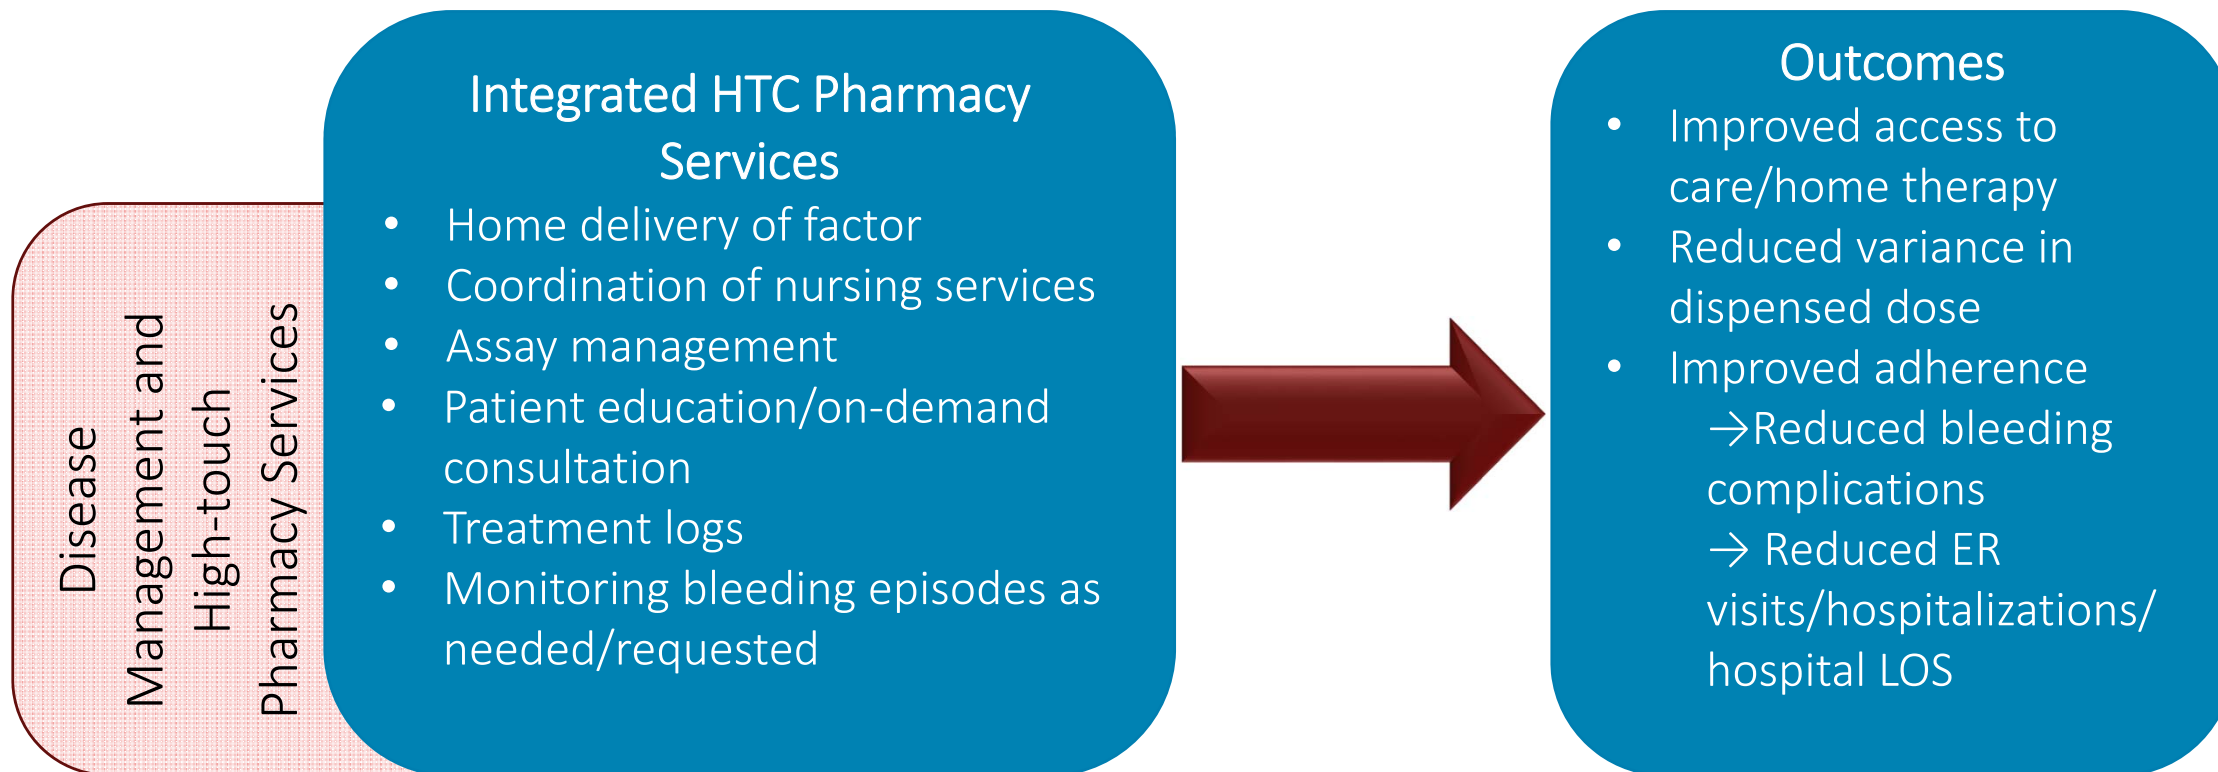 Disease
Management and
High-touch
Pharmacy Services
Integrated HTC Pharmacy
Services
• Home delivery of factor
• Coordination of nursing services
• Assay management
• Patient education/on-demand
consultation
• Treatment logs
• Monitoring bleeding episodes as
needed/requested
Outcomes
• Improved access to
care/home therapy
• Reduced variance in
dispensed dose
• Improved adherence
→Reduced bleeding
complications
→ Reduced ER
visits/hospitalizations/
hospital LOS